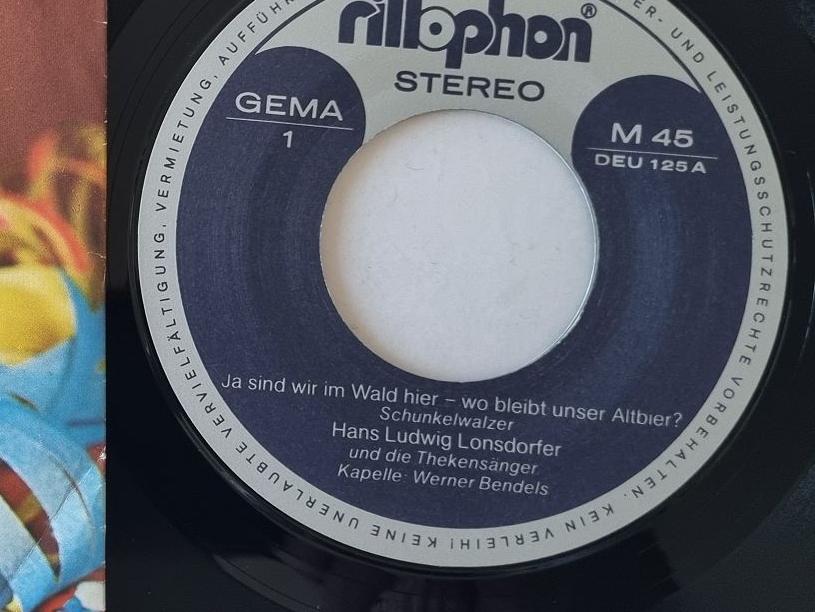 rillophon®
STEREO
GEMA
1
M 45
DEU 125 A
Ja sind wir im Wald hier – wo bleibt unser Altbier?
Schunkelwalzer
Hans Ludwig Lonsdorfer
und die Thekensänger
Kapelle: Werner Bendels
ER- UND LEISTUNGSSCHUTZRECHTE VORBEHALTEN. KEIN VERLEIH! KEINE UNERLAUBTE VERVIELFÄLTIGUNG, VERMIETUNG, AUFFÜHR